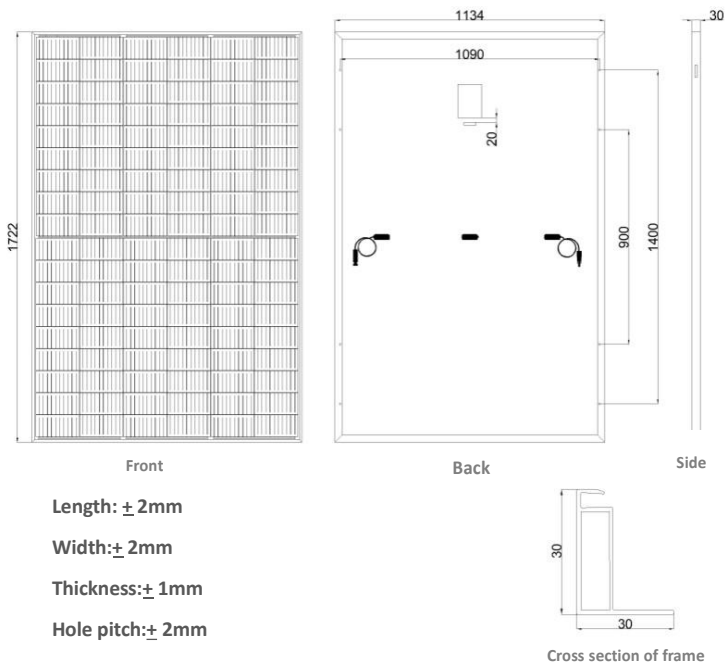 1134
30
1090
20
1722
900
1400
Front
Back
Side
Length: ± 2mm
Width:± 2mm
Thickness:± 1mm
Hole pitch:± 2mm
30
30
Cross section of frame